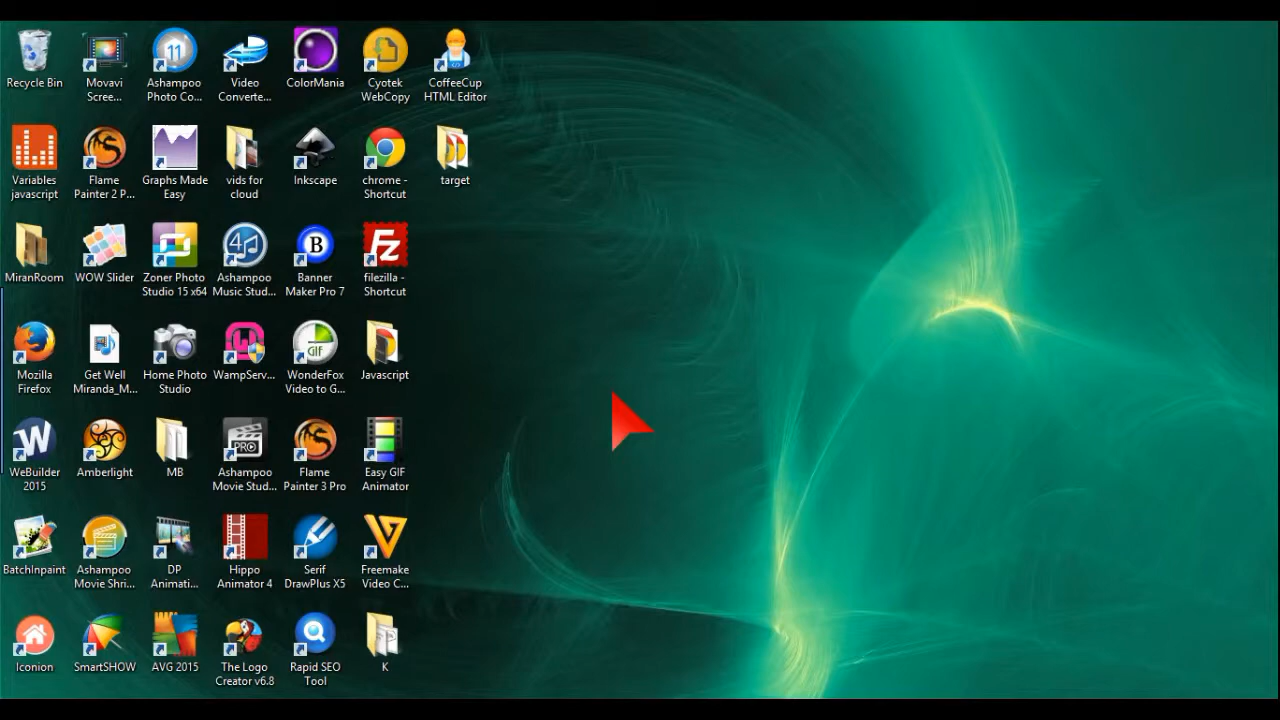 Recycle Bin
Movavi
Scree...
Ashampoo
Photo Co...
11
Video
Converte...
ColorMania
Cyotek
WebCopy
CoffeeCup
HTML Editor
Variables
javascript
Flame
Painter 2 P...
Graphs Made
Easy
vids for
cloud
Inkscape
chrome -
Shortcut
target
MiranRoom
WOW Slider
Zoner Photo
Studio 15 x64
4
Ashampoo
Music Stud...
B
Banner
Maker Pro 7
Fz
filezilla -
Shortcut
Mozilla
Firefox
Get Well
Miranda_M...
Home Photo
Studio
WampServ...
Gif
WonderFox
Video to G...
Javascript
W
WeBuilder
2015
Amberlight
MB
PRO
Ashampoo
Movie Stud...
Flame
Painter 3 Pro
Easy GIF
Animator
BatchInpaint
Ashampoo
Movie Shri...
DP
Animati...
Hippo
Animator 4
Serif
DrawPlus X5
Freemake
Video C...
Iconion
SmartSHOW
AVG 2015
The Logo
Creator v6.8
Rapid SEO
Tool
K